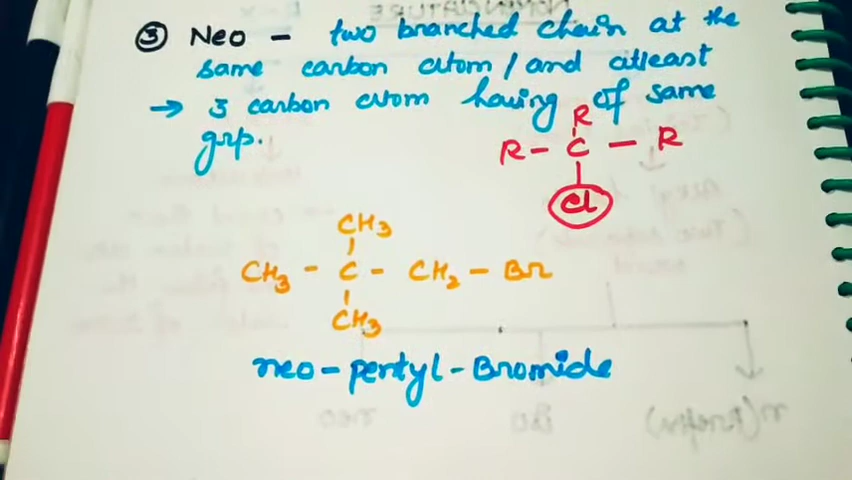 ③ Neo - two branched chain at the
same carbon atom / and atleast
→ 3 carbon atom having of same
grp.
R
R - C - R
Cl
CH3
CH3 - C - CH2 - Br
CH3
neo-pentyl-Bromide